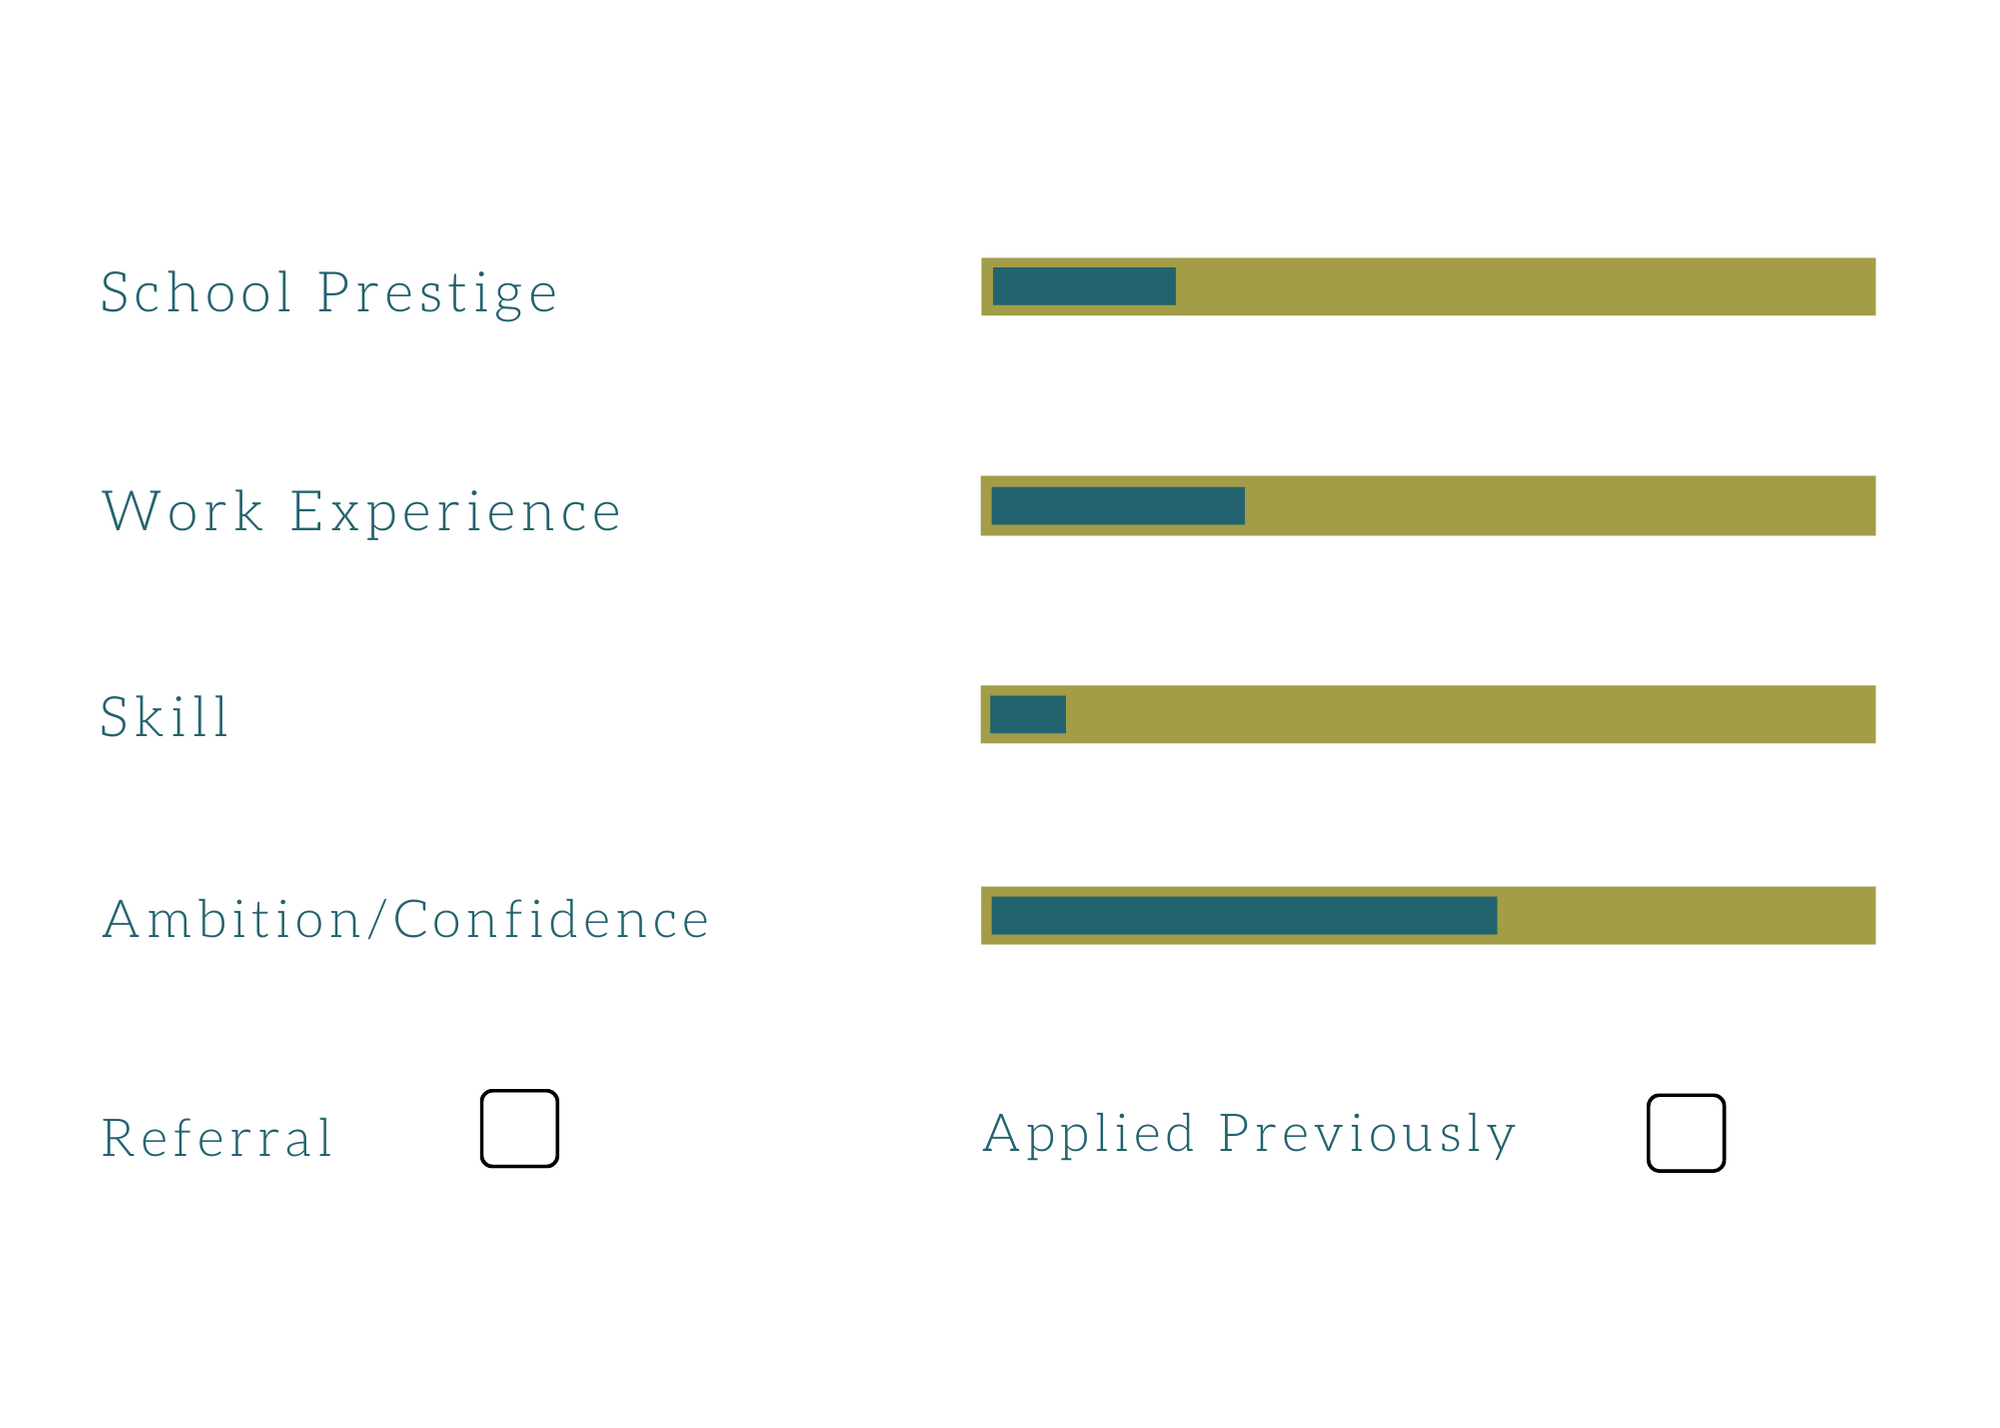 School Prestige
Work Experience
Skill
Ambition/Confidence
Referral
Applied Previously